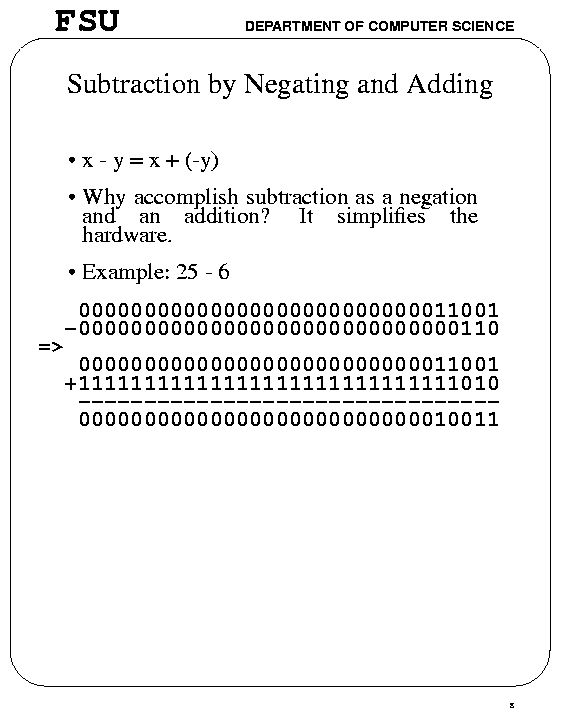 FSU DEPARTMENT OF COMPUTER SCIENCE
Subtraction by Negating and Adding
• x - y = x + (-y)
• Why accomplish subtraction as a negation
and an addition? It simplifies the
hardware.
• Example: 25 - 6
00000000000000000000000000011001
-00000000000000000000000000000110
=>
00000000000000000000000000011001
+11111111111111111111111111111010
--------------------------------
00000000000000000000000000010011
8